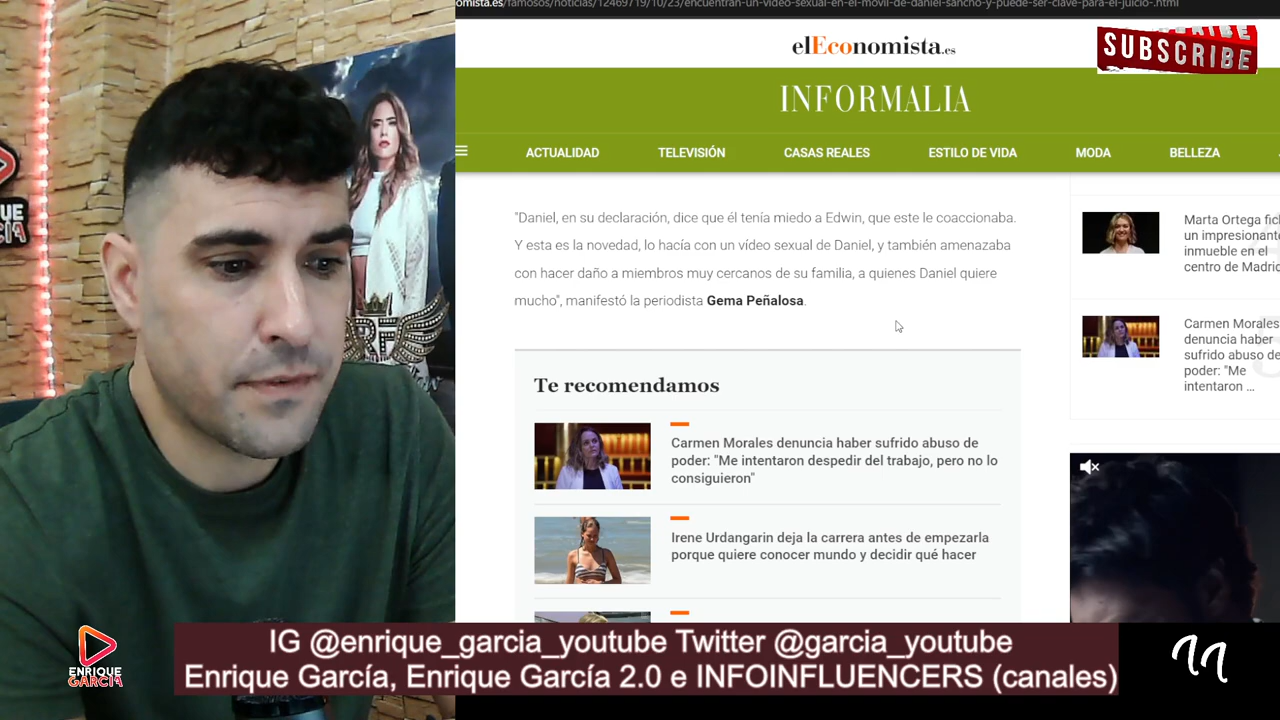 omista.es/famosos/noticias/12469719/10/23/encuentran-un-video-sexual-en-el-movil-de-daniel-sancho-y-puede-ser-clave-para-el-juicio-.html
elEconomista.es
SUBSCRIBE
INFORMALIA
ACTUALIDAD TELEVISIÓN CASAS REALES ESTILO DE VIDA MODA BELLEZA
"Daniel, en su declaración, dice que él tenía miedo a Edwin, que este le coaccionaba.
Y esta es la novedad, lo hacía con un vídeo sexual de Daniel, y también amenazaba
con hacer daño a miembros muy cercanos de su familia, a quienes Daniel quiere
mucho", manifestó la periodista Gema Peñalosa.
Te recomendamos
Carmen Morales denuncia haber sufrido abuso de
poder: "Me intentaron despedir del trabajo, pero no lo
consiguieron"
Irene Urdangarin deja la carrera antes de empezarla
porque quiere conocer mundo y decidir qué hacer
Marta Ortega fic
un impresionant
inmueble en el
centro de Madri
Carmen Morales
denuncia haber
sufrido abuso de
poder: "Me
intentaron ...
IG @enrique_garcia_youtube Twitter @garcia_youtube
Enrique García, Enrique García 2.0 e INFOINFLUENCERS (canales)
ENRIQUE
GARCÍA